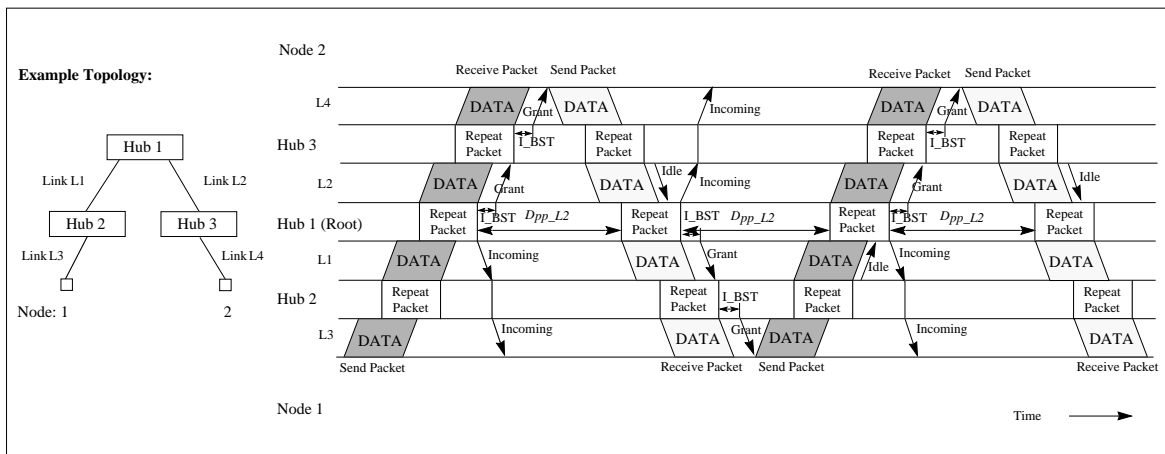 Example Topology:
Hub 1
Link L1
Link L2
Hub 2
Hub 3
Link L3
Link L4
Node: 1
2
Node 2
Receive Packet
Send Packet
Receive Packet
Send Packet
L4
DATA
Grant
DATA
Incoming
DATA
Grant
DATA
Hub 3
Repeat
Packet
I_BST
Repeat
Packet
Repeat
Packet
I_BST
Repeat
Packet
L2
DATA
Grant
DATA
Idle
Incoming
DATA
Grant
DATA
Idle
Hub 1 (Root)
Repeat
Packet
I_BST
Dpp_L2
Repeat
Packet
I_BST
Dpp_L2
Repeat
Packet
I_BST
Dpp_L2
Repeat
Packet
L1
DATA
Incoming
DATA
Grant
DATA
Idle
Incoming
DATA
Hub 2
Repeat
Packet
Repeat
Packet
I_BST
Repeat
Packet
Repeat
Packet
L3
DATA
Incoming
DATA
Grant
DATA
Incoming
DATA
Send Packet
Receive Packet
Send Packet
Receive Packet
Node 1
Time